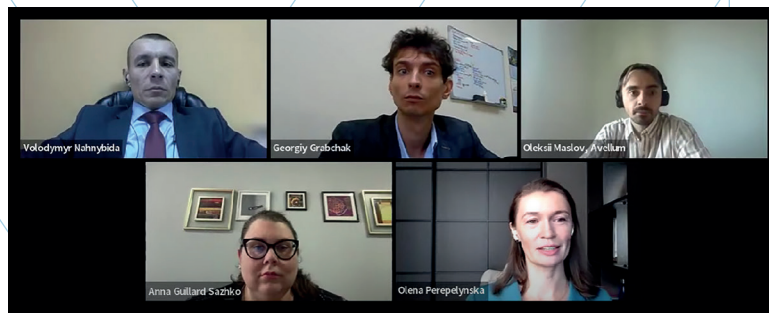 Volodymyr Nahnybida
Georgiy Grabchak
Oleksii Maslov, Avellum
Anna Guillard Sazhko
Olena Perepelynska